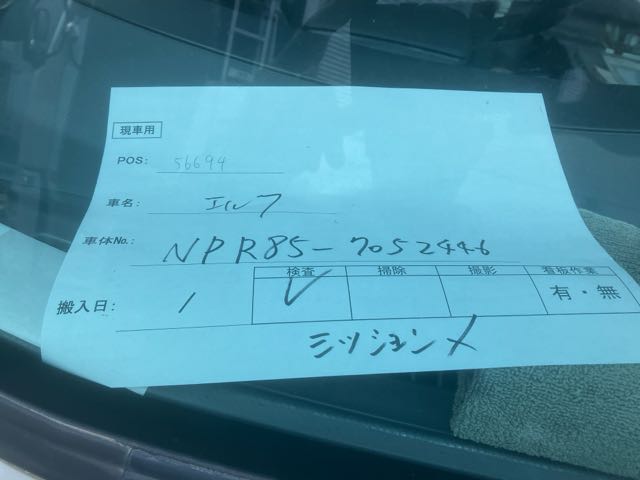 現車用
POS: 56694
車名: エルフ
車体No.: NPR85-7052446
検査 掃除 撮影 看板作業
搬入日: / ✓ 有・無
ミッション×